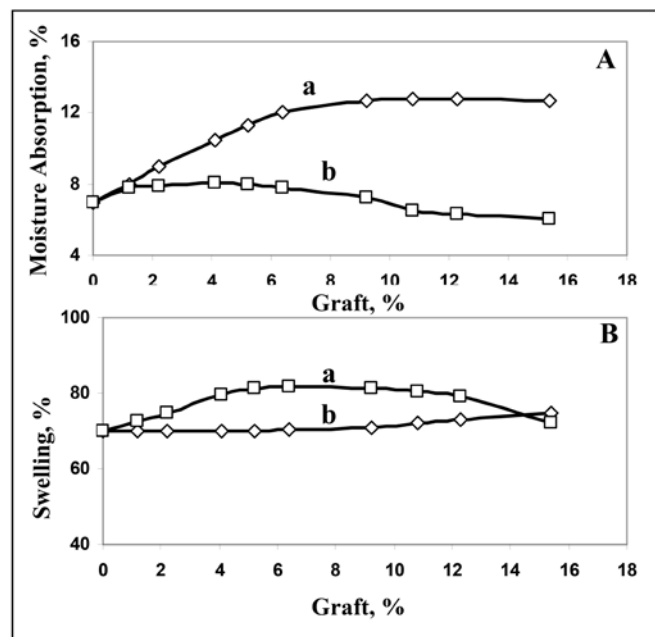 A
Moisture Absorption, %
16
12
8
4
a
b
0 2 4 6 8 10 12 14 16 18
Graft, %
B
Swelling, %
100
80
60
40
a
b
0 2 4 6 8 10 12 14 16 18
Graft, %